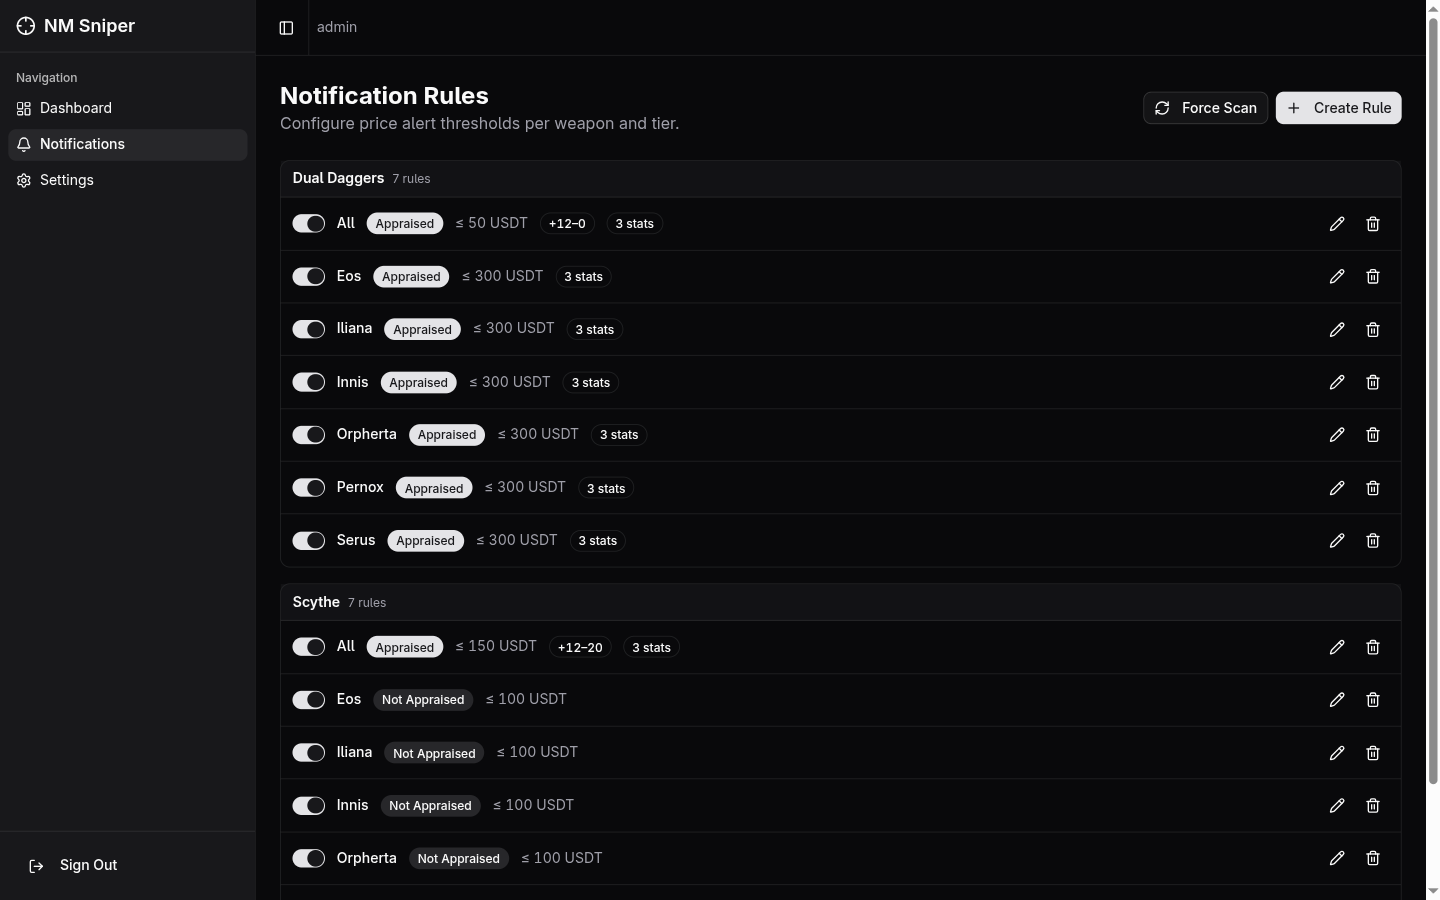 NM Sniper
admin
Navigation
Dashboard
Notifications
Settings
Sign Out
Notification Rules
Configure price alert thresholds per weapon and tier.
Force Scan
Create Rule
Dual Daggers 7 rules
All Appraised ≤ 50 USDT +12–0 3 stats
Eos Appraised ≤ 300 USDT 3 stats
Iliana Appraised ≤ 300 USDT 3 stats
Innis Appraised ≤ 300 USDT 3 stats
Orpherta Appraised ≤ 300 USDT 3 stats
Pernox Appraised ≤ 300 USDT 3 stats
Serus Appraised ≤ 300 USDT 3 stats
Scythe 7 rules
All Appraised ≤ 150 USDT +12–20 3 stats
Eos Not Appraised ≤ 100 USDT
Iliana Not Appraised ≤ 100 USDT
Innis Not Appraised ≤ 100 USDT
Orpherta Not Appraised ≤ 100 USDT